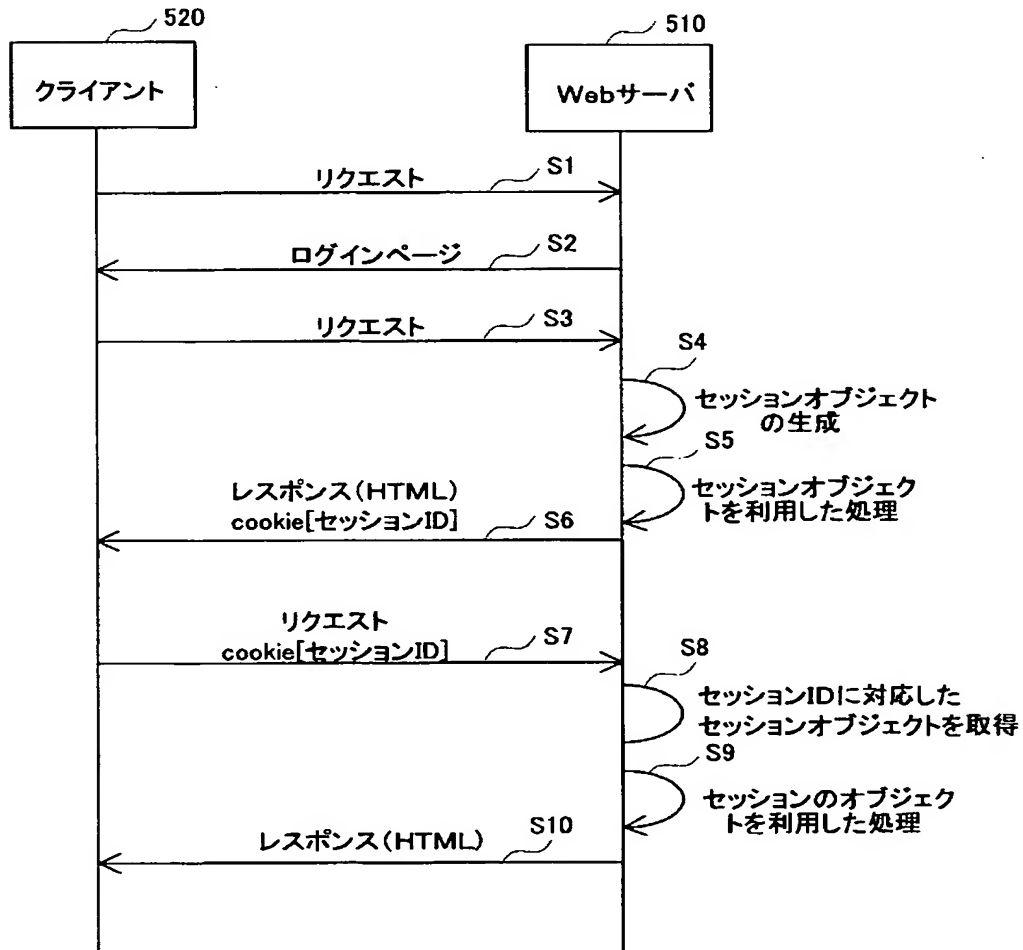 520
510
クライアント
Webサーバ
リクエスト
S1
ログインページ
S2
リクエスト
S3
S4
セッションオブジェクト
の生成
S5
セッションオブジェク
トを利用した処理
レスポンス(HTML)
cookie[セッションID]
S6
リクエスト
cookie[セッションID]
S7
S8
セッションIDに対応した
セッションオブジェクトを取得
S9
セッションのオブジェク
トを利用した処理
レスポンス(HTML)
S10